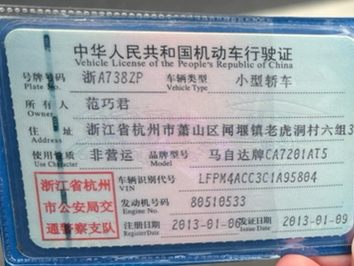 中华人民共和国机动车行驶证
Vehicle License of the People's Republic of China
号牌号码 浙A738ZP 车辆类型 小型轿车
Plate No. Vehicle Type
所有人 范巧君
Owner
住址 浙江省杭州市萧山区闻堰镇老虎洞村六组3
Address
使用性质 非营运 品牌型号 马自达牌CA7201AT5
Use Character Model
浙江省杭州
市公安局交
通警察支队
车辆识别代号 LFPM4ACC3C1A95804
VIN
发动机号码 80510533
Engine No.
注册日期 2013-01-06 发证日期 2013-01-09
Register Date Issue Date